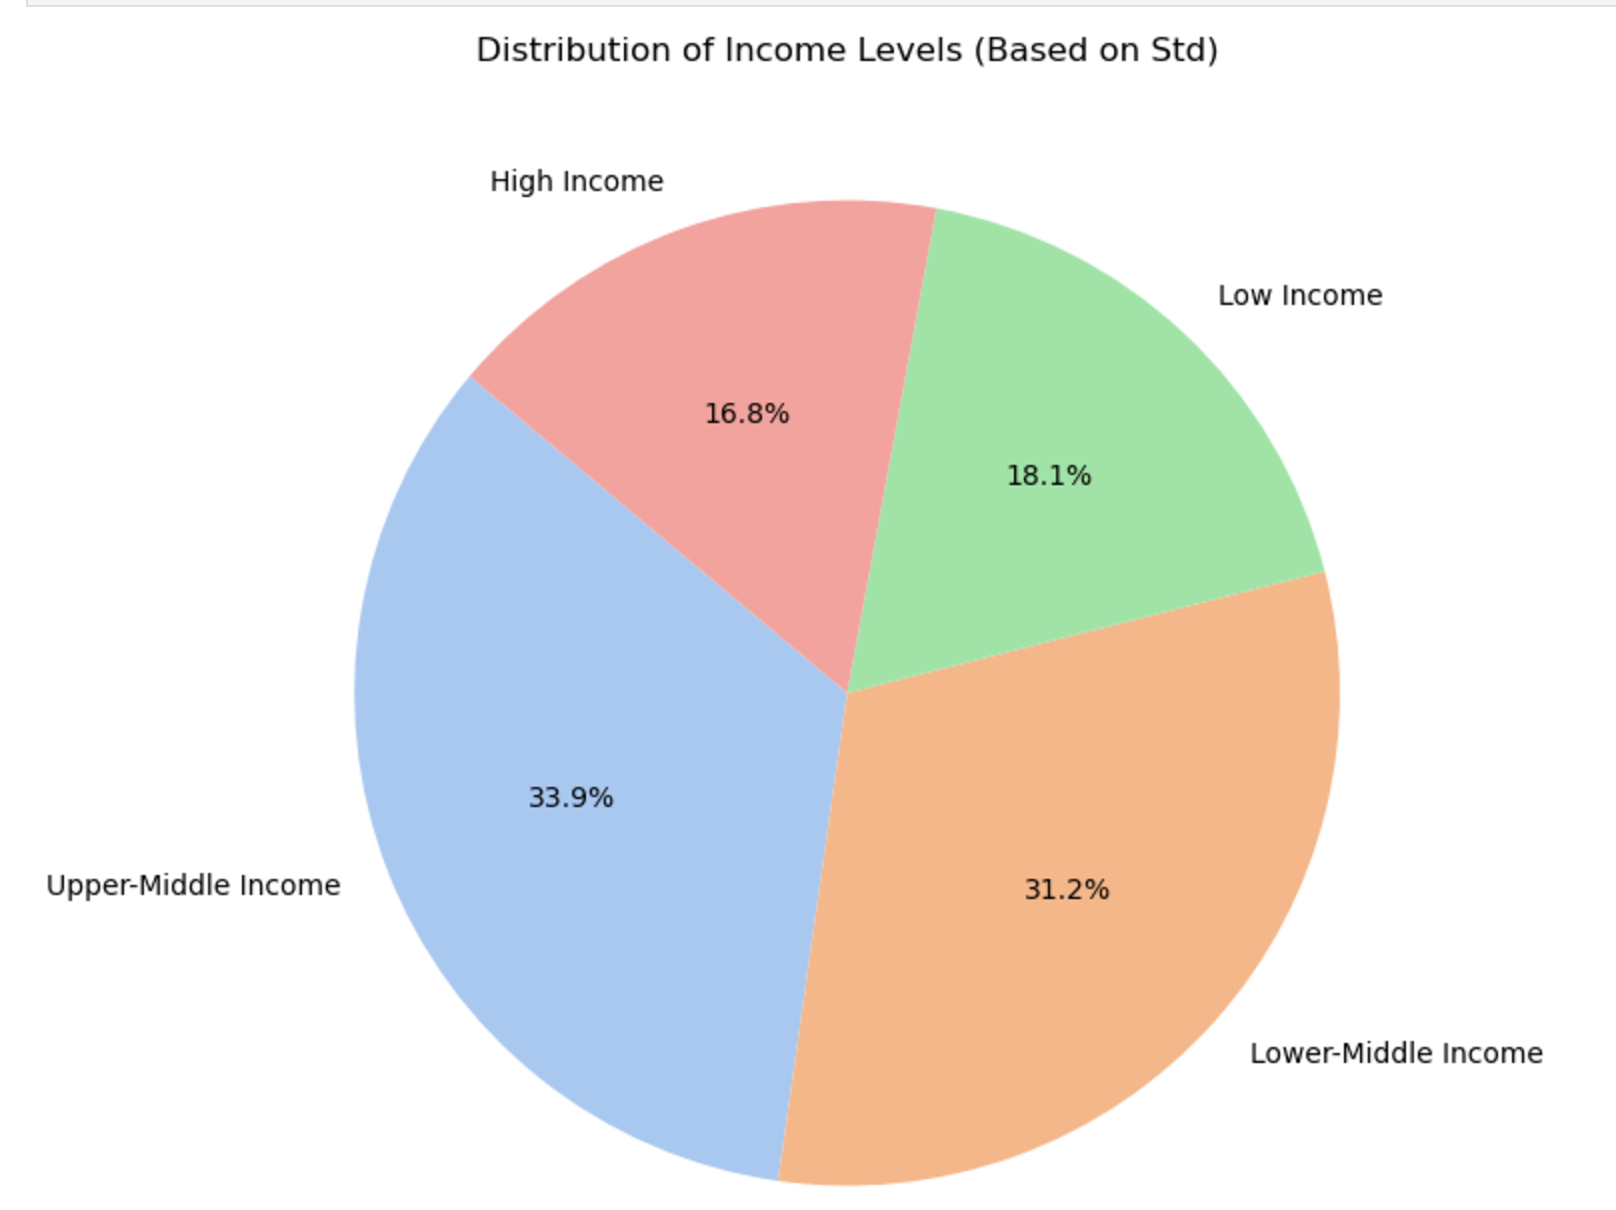 Distribution of Income Levels (Based on Std)
High Income
Low Income
16.8%
18.1%
33.9%
Upper-Middle Income
31.2%
Lower-Middle Income